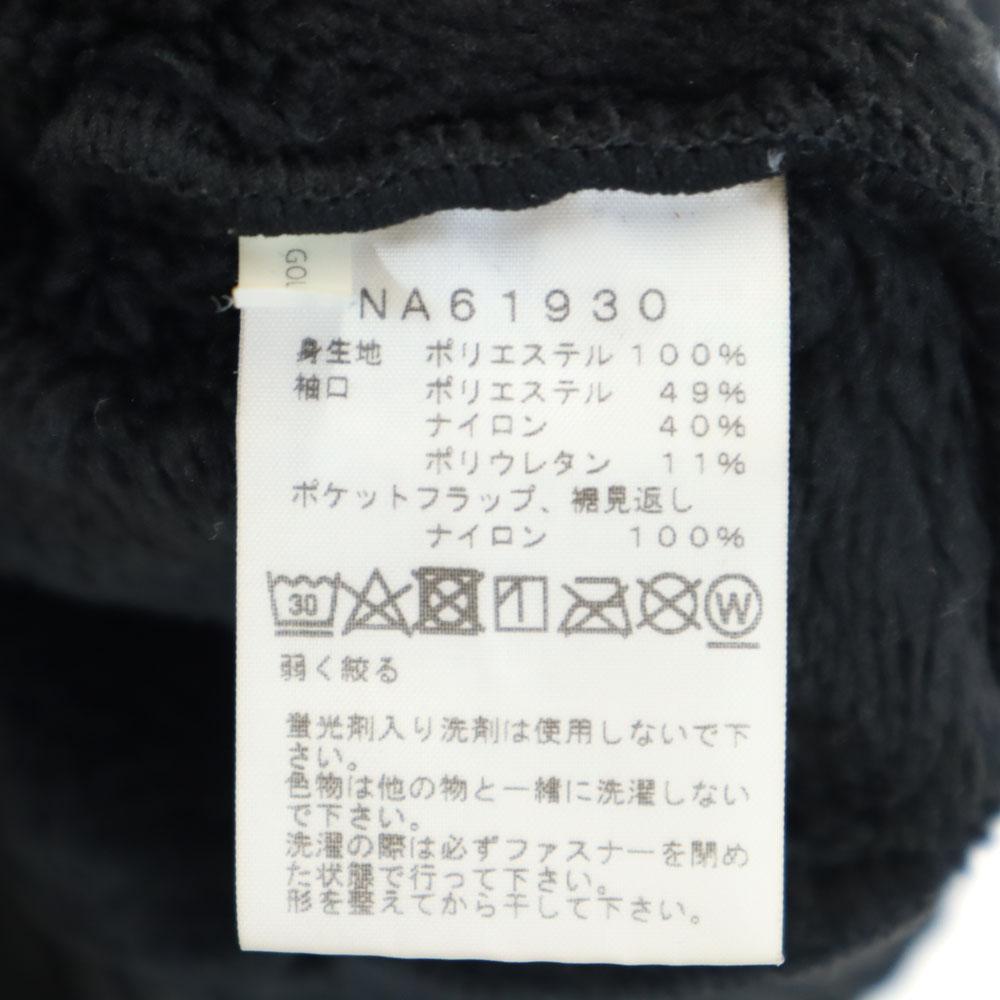 GOL
NA61930
身生地 ポリエステル 100%
袖口 ポリエステル 49%
ナイロン 40%
ポリウレタン 11%
ポケットフラップ、裾見返し
ナイロン 100%
30 W
弱く絞る
蛍光剤入り洗剤は使用しないで下
さい。
色物は他の物と一緒に洗濯しない
で下さい。
洗濯の際は必ずファスナーを閉め
た状態で行って下さい。
形を整えてから干して下さい。